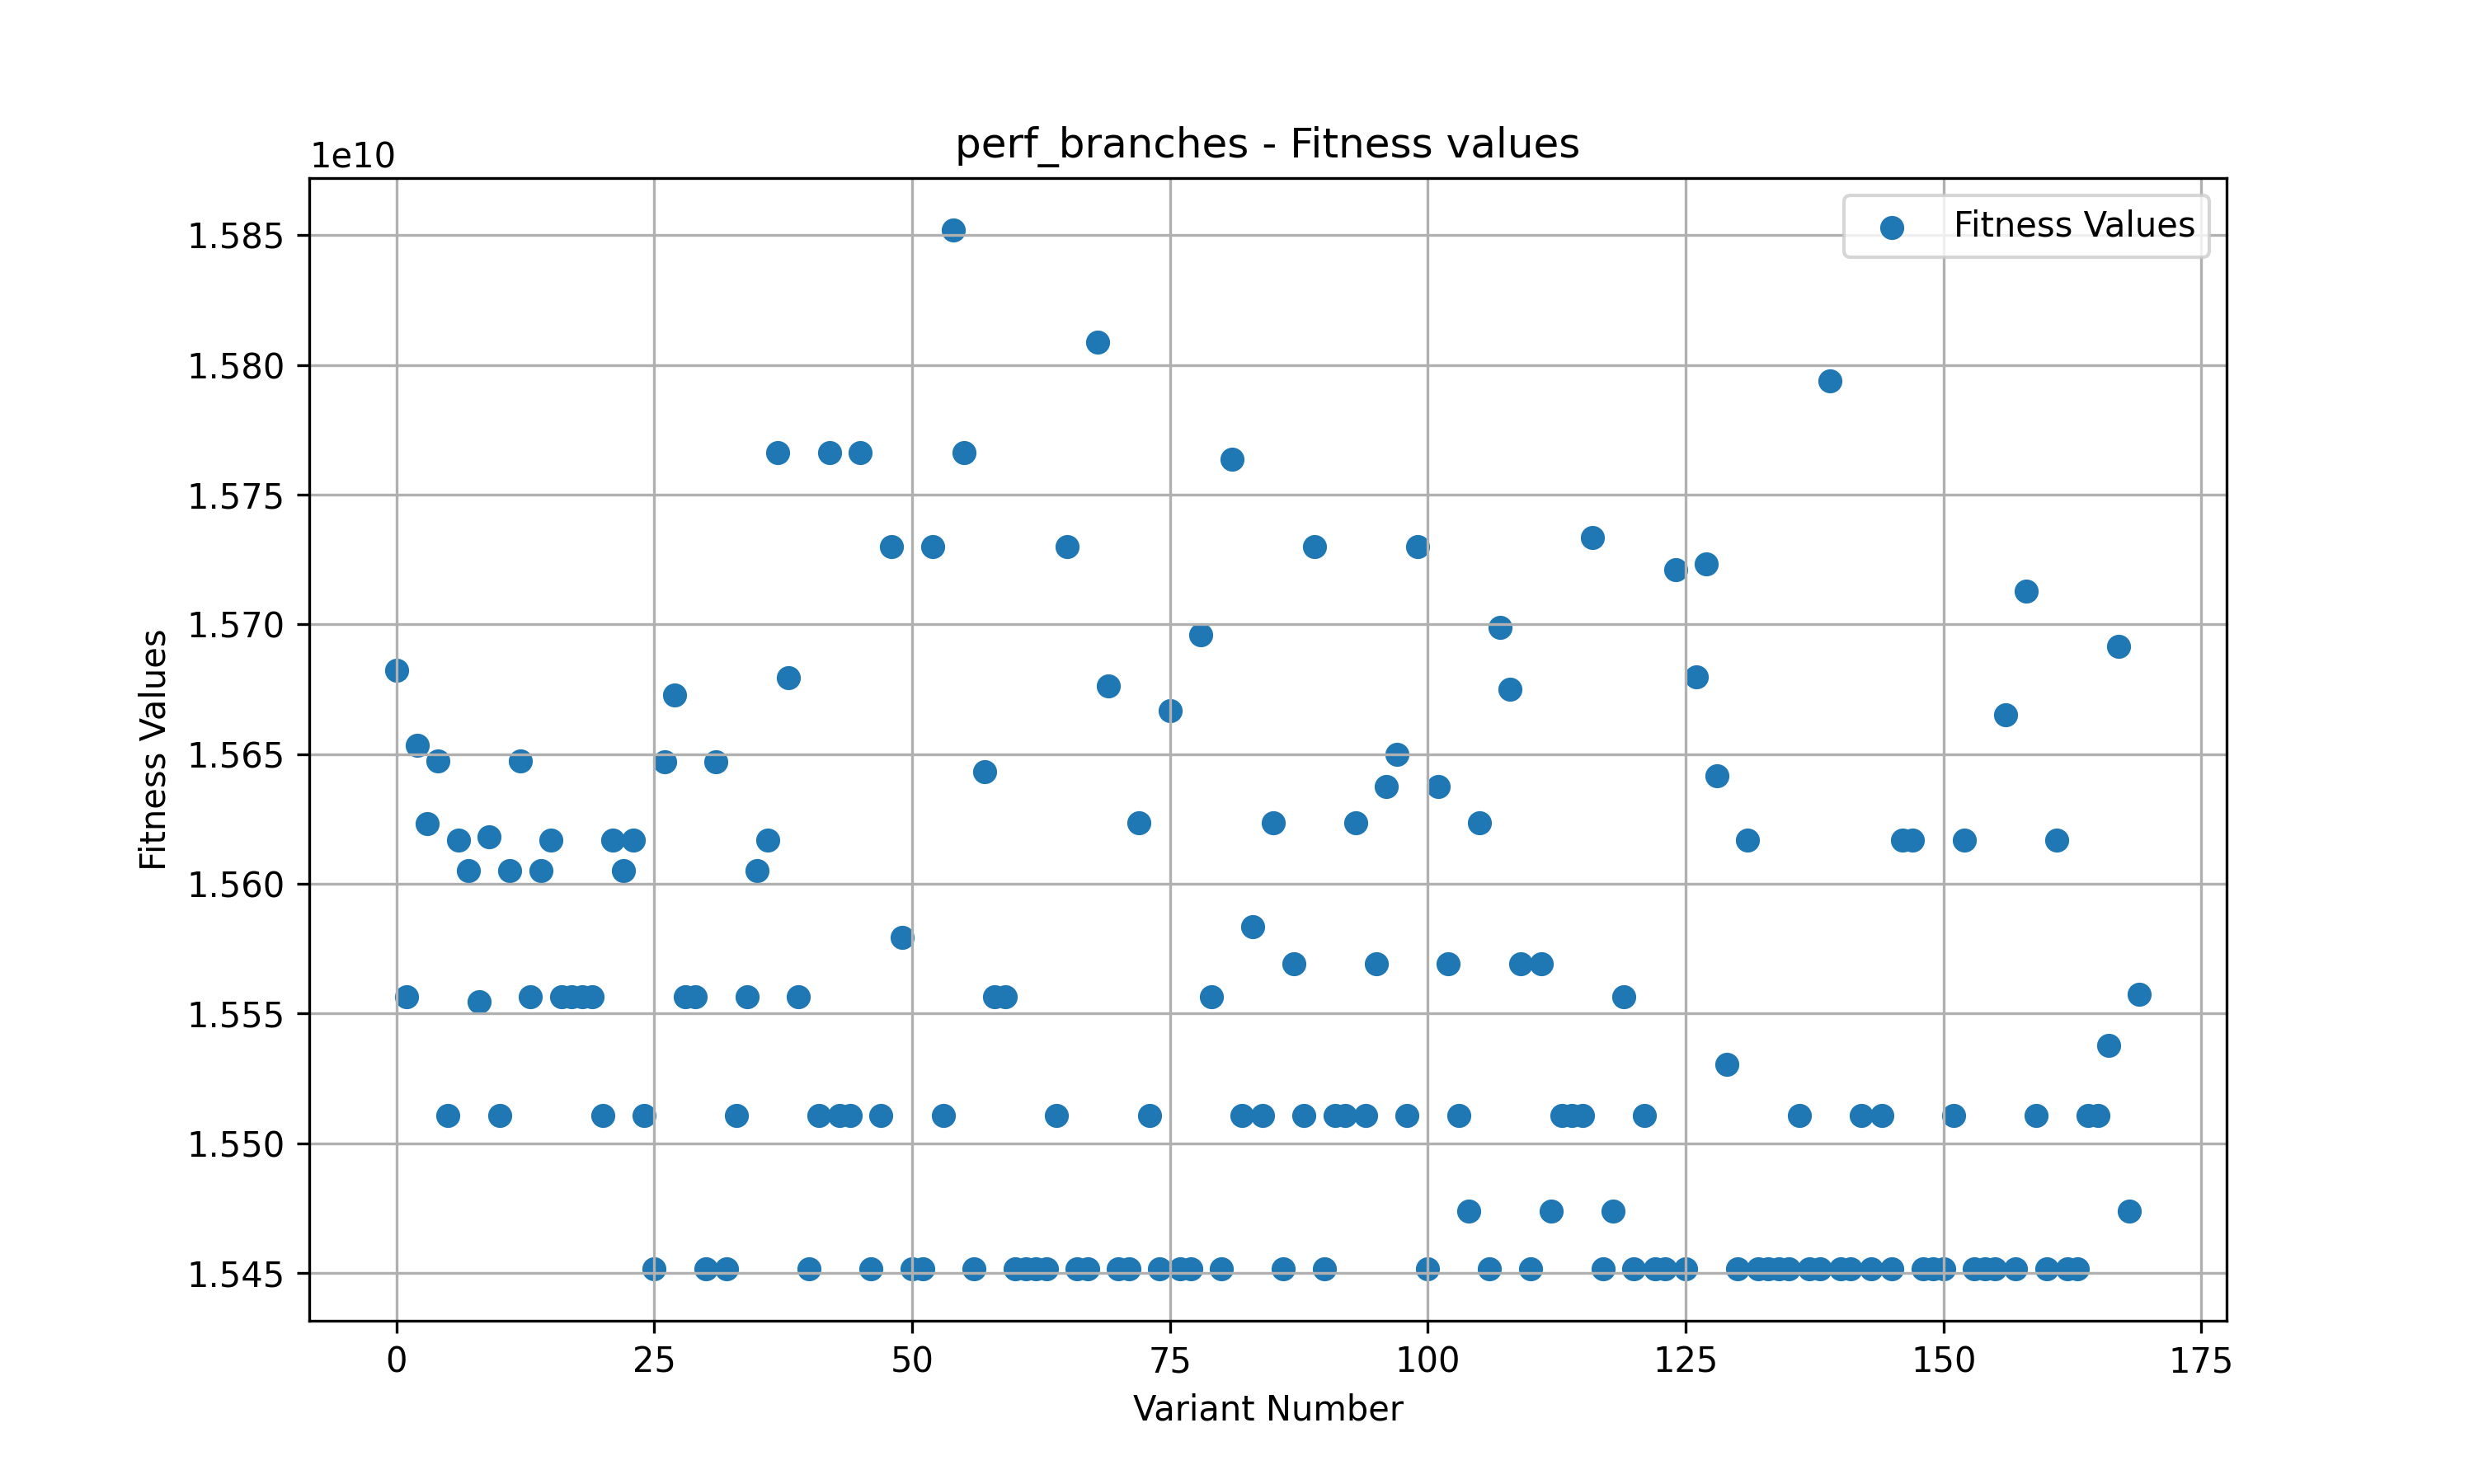 perf_branches - Fitness values
1e10
Fitness Values
1.585
1.580
1.575
1.570
1.565
1.560
1.555
1.550
1.545
Fitness Values
0 25 50 75 100 125 150 175
Variant Number